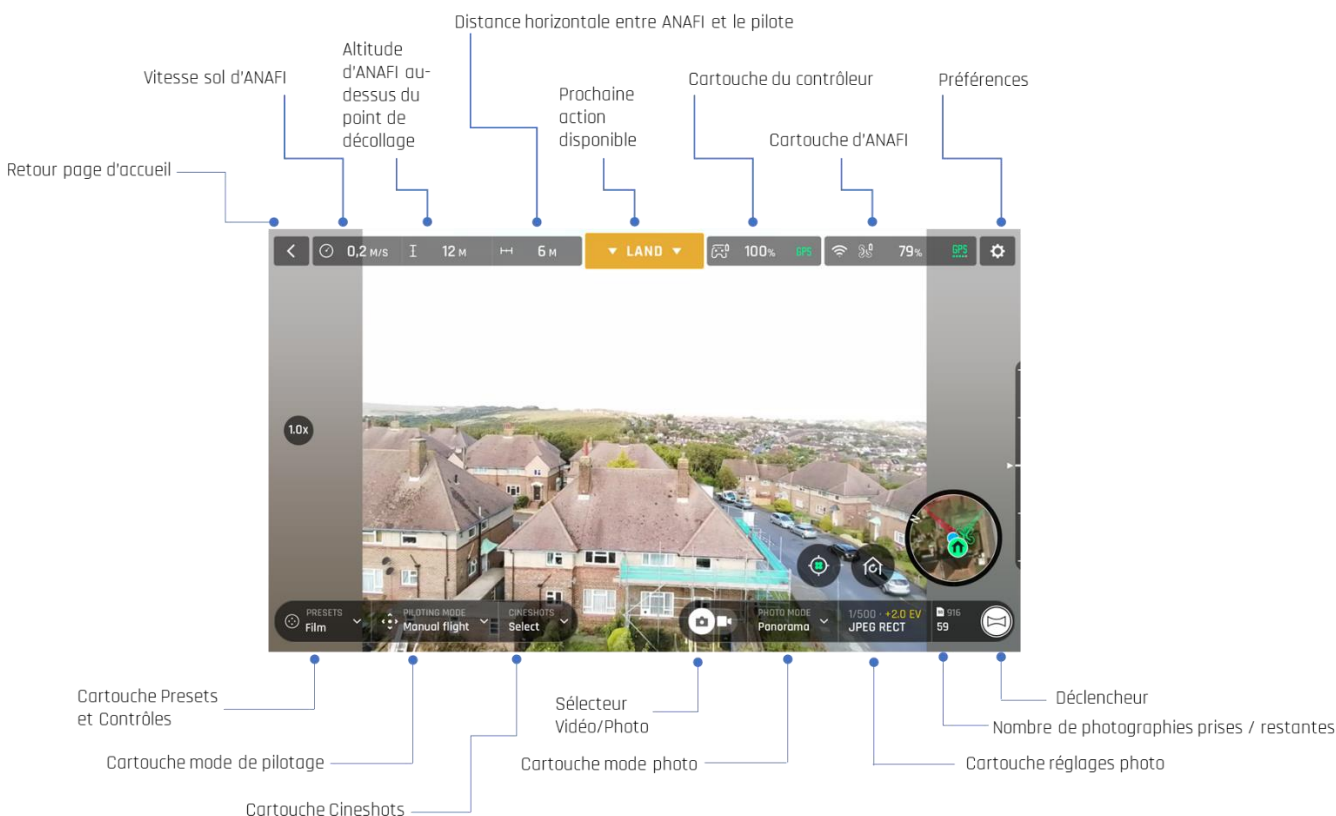 Distance horizontale entre ANAFI et le pilote
Altitude
d'ANAFI au-
dessus du
point de
décollage
Vitesse sol d'ANAFI
Prochaine
action
disponible
Cartouche du contrôleur
Préférences
Cartouche d'ANAFI
Retour page d'accueil
0,2 M/S 12 M 6 M LAND 100% GPS 79% GPS
1.0x
N
PRESETS
Film
PILOTING MODE
Manual flight
CINESHOTS
Select
PHOTO MODE
Panorama
1/500 · +2.0 EV
JPEG RECT
916
59
Cartouche Presets
et Contrôles
Sélecteur
Vidéo/Photo
Déclencheur
Nombre de photographies prises / restantes
Cartouche mode de pilotage
Cartouche mode photo
Cartouche réglages photo
Cartouche Cineshots